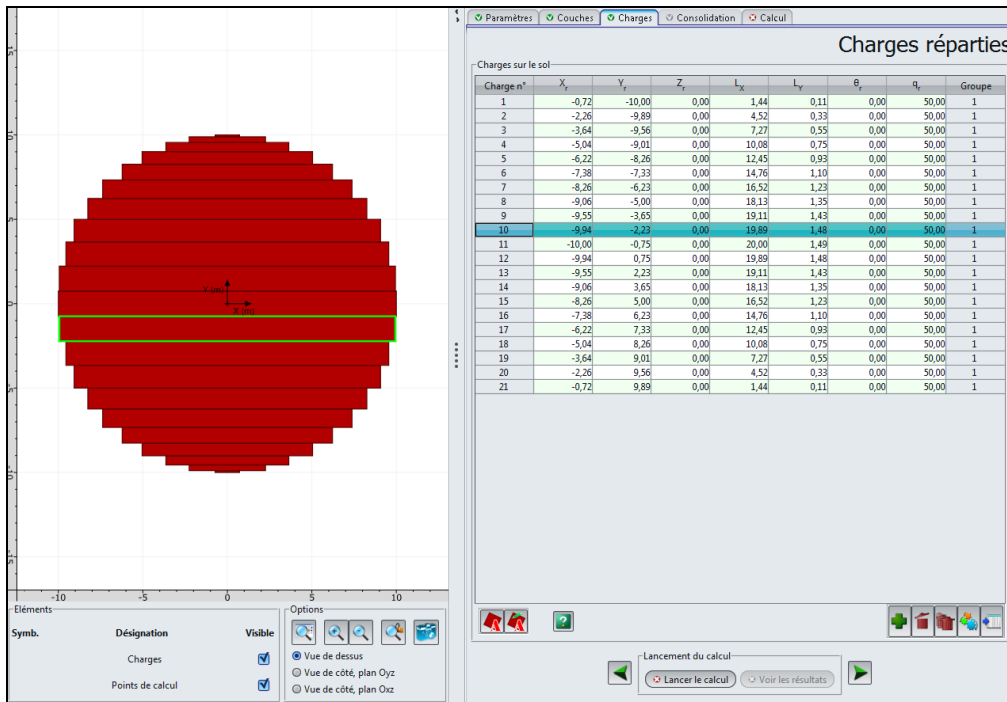 Paramètres Couches Charges Consolidation Calcul
Charges réparties
Charges sur le sol
Charge n° X_r Y_r Z_r L_X L_Y θ_r q_r Groupe
1 -0,72 -10,00 0,00 1,44 0,11 0,00 50,00 1
2 -2,26 -9,89 0,00 4,52 0,33 0,00 50,00 1
3 -3,64 -9,56 0,00 7,27 0,55 0,00 50,00 1
4 -5,04 -9,01 0,00 10,08 0,75 0,00 50,00 1
5 -6,22 -8,26 0,00 12,45 0,93 0,00 50,00 1
6 -7,38 -7,33 0,00 14,76 1,10 0,00 50,00 1
7 -8,26 -6,23 0,00 16,52 1,23 0,00 50,00 1
8 -9,06 -5,00 0,00 18,13 1,35 0,00 50,00 1
9 -9,55 -3,65 0,00 19,11 1,43 0,00 50,00 1
10 -9,94 -2,23 0,00 19,89 1,48 0,00 50,00 1
11 -10,00 -0,75 0,00 20,00 1,49 0,00 50,00 1
12 -9,94 0,75 0,00 19,89 1,48 0,00 50,00 1
13 -9,55 2,23 0,00 19,11 1,43 0,00 50,00 1
14 -9,06 3,65 0,00 18,13 1,35 0,00 50,00 1
15 -8,26 5,00 0,00 16,52 1,23 0,00 50,00 1
16 -7,38 6,23 0,00 14,76 1,10 0,00 50,00 1
17 -6,22 7,33 0,00 12,45 0,93 0,00 50,00 1
18 -5,04 8,26 0,00 10,08 0,75 0,00 50,00 1
19 -3,64 9,01 0,00 7,27 0,55 0,00 50,00 1
20 -2,26 9,56 0,00 4,52 0,33 0,00 50,00 1
21 -0,72 9,89 0,00 1,44 0,11 0,00 50,00 1
15
10
5
0
-5
-10
-15
Y (m)
X (m)
-10 -5 0 5 10
Eléments
Symb. Désignation Visible
Charges
Points de calcul
Options
Vue de dessus
Vue de côté, plan Oyz
Vue de côté, plan Oxz
Lancement du calcul
Lancer le calcul Voir les résultats